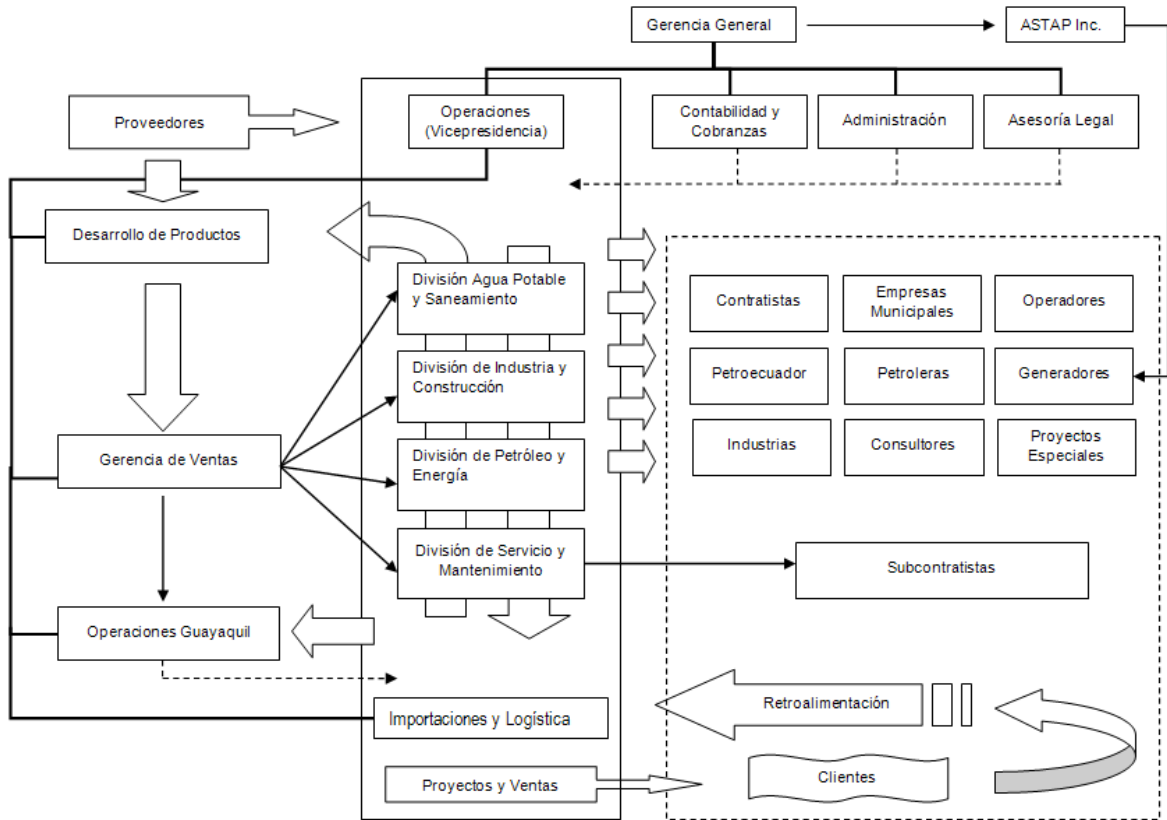 Gerencia General
ASTAP Inc.
Proveedores
Operaciones
(Vicepresidencia)
Contabilidad y
Cobranzas
Administración
Asesoría Legal
Desarrollo de Productos
División Agua Potable
y Saneamiento
Contratistas
Empresas
Municipales
Operadores
División de Industria y
Construcción
Petroecuador
Petroleras
Generadores
Gerencia de Ventas
División de Petróleo y
Energía
Industrias
Consultores
Proyectos
Especiales
División de Servicio y
Mantenimiento
Subcontratistas
Operaciones Guayaquil
Importaciones y Logística
Retroalimentación
Proyectos y Ventas
Clientes